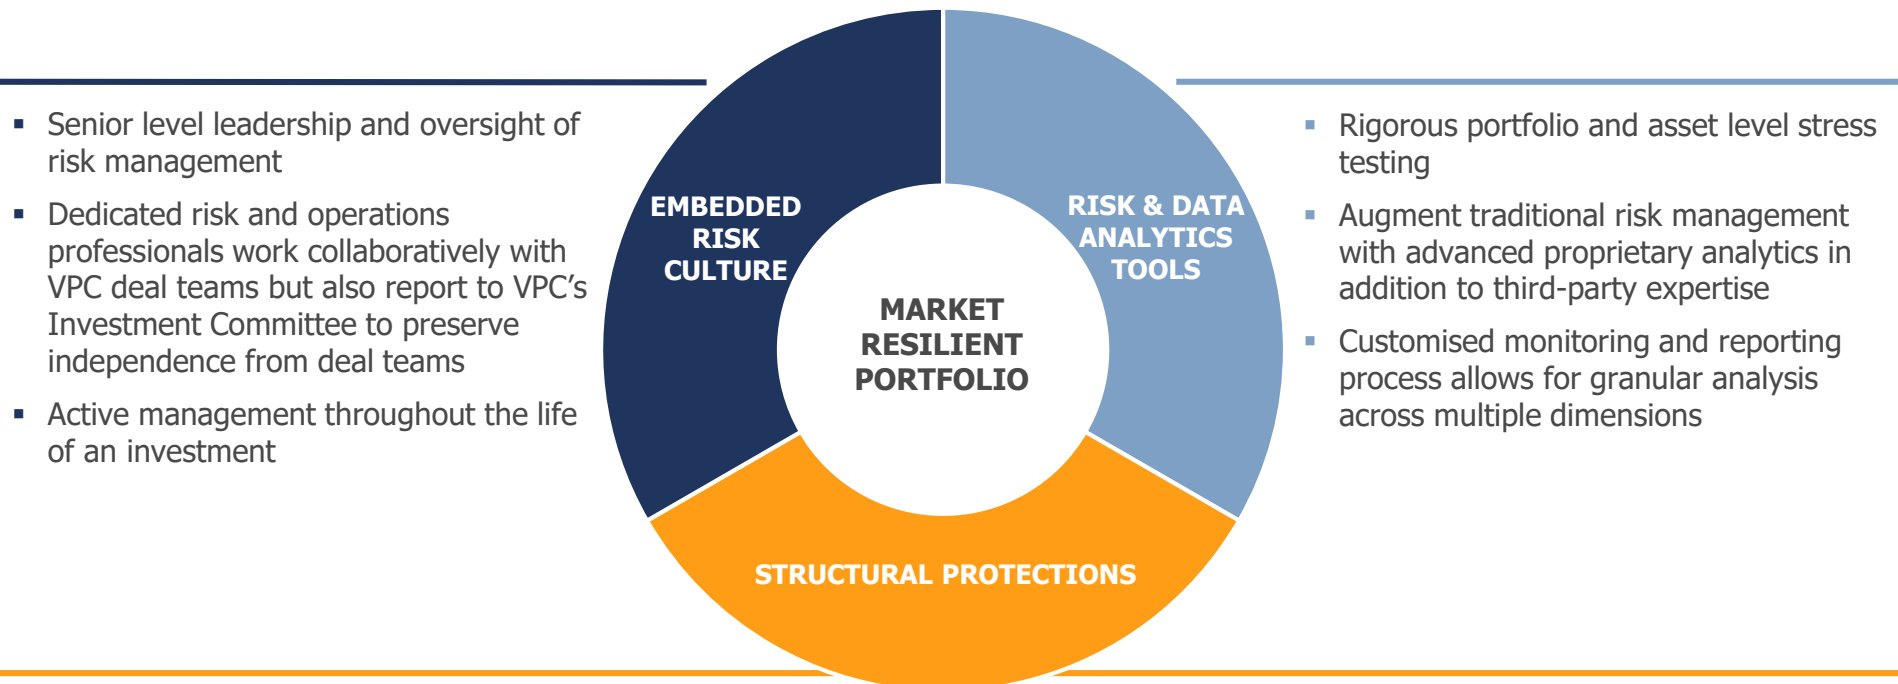 ▪ Senior level leadership and oversight of
risk management
▪ Dedicated risk and operations
professionals work collaboratively with
VPC deal teams but also report to VPC’s
Investment Committee to preserve
independence from deal teams
▪ Active management throughout the life
of an investment
EMBEDDED
RISK
CULTURE
MARKET
RESILIENT
PORTFOLIO
RISK & DATA
ANALYTICS
TOOLS
STRUCTURAL PROTECTIONS
▪ Rigorous portfolio and asset level stress
testing
▪ Augment traditional risk management
with advanced proprietary analytics in
addition to third-party expertise
▪ Customised monitoring and reporting
process allows for granular analysis
across multiple dimensions